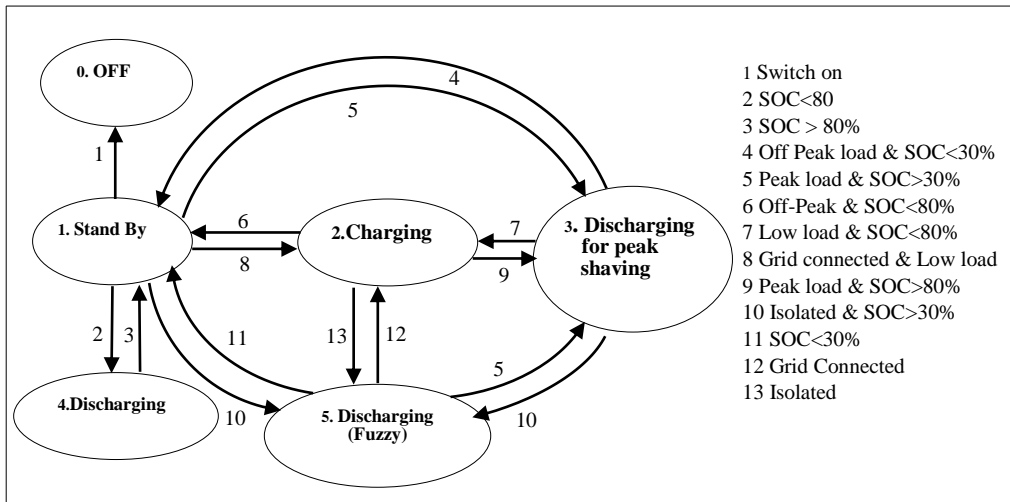 0. OFF
4
5
1
1. Stand By
6
8
2.Charging
7
9
3. Discharging
for peak
shaving
2
3
11
13
12
5
4.Discharging
10
5. Discharging
(Fuzzy)
10
1 Switch on
2 SOC<80
3 SOC > 80%
4 Off Peak load & SOC<30%
5 Peak load & SOC>30%
6 Off-Peak & SOC<80%
7 Low load & SOC<80%
8 Grid connected & Low load
9 Peak load & SOC>80%
10 Isolated & SOC>30%
11 SOC<30%
12 Grid Connected
13 Isolated